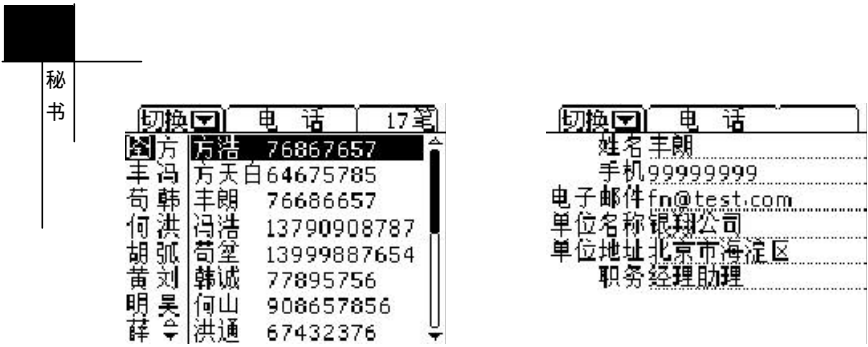 秘
书
切换 电 话 17笔
全 方 方浩 76867657
丰 冯 方天白 64675785
苟 韩 丰朗 76686657
何 洪 冯浩 13790908787
胡 弧 苟堂 13999887654
黄 刘 韩诚 77895756
明 吴 何山 908657856
薛 洪通 67432376
切换 电 话
姓名 丰朗
手机 99999999
电子邮件 fn@test.com
单位名称 银翔公司
单位地址 北京市海淀区
职务 经理助理